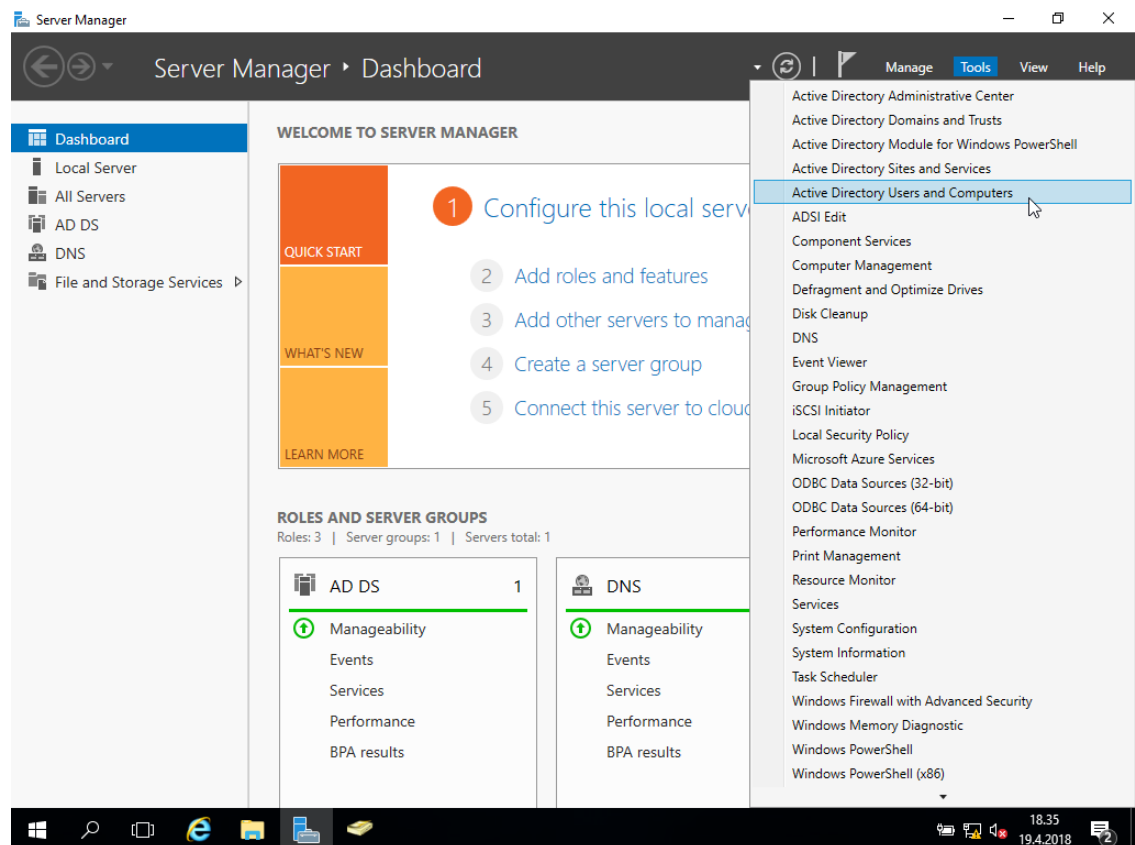 Server Manager
Server Manager ‣ Dashboard
Manage Tools View Help
Dashboard
Local Server
All Servers
AD DS
DNS
File and Storage Services
WELCOME TO SERVER MANAGER
QUICK START
WHAT'S NEW
LEARN MORE
1 Configure this local serv
2 Add roles and features
3 Add other servers to manag
4 Create a server group
5 Connect this server to cloud
ROLES AND SERVER GROUPS
Roles: 3 | Server groups: 1 | Servers total: 1
AD DS 1
Manageability
Events
Services
Performance
BPA results
DNS
Manageability
Events
Services
Performance
BPA results
Active Directory Administrative Center
Active Directory Domains and Trusts
Active Directory Module for Windows PowerShell
Active Directory Sites and Services
Active Directory Users and Computers
ADSI Edit
Component Services
Computer Management
Defragment and Optimize Drives
Disk Cleanup
DNS
Event Viewer
Group Policy Management
iSCSI Initiator
Local Security Policy
Microsoft Azure Services
ODBC Data Sources (32-bit)
ODBC Data Sources (64-bit)
Performance Monitor
Print Management
Resource Monitor
Services
System Configuration
System Information
Task Scheduler
Windows Firewall with Advanced Security
Windows Memory Diagnostic
Windows PowerShell
Windows PowerShell (x86)
18.35
19.4.2018
2